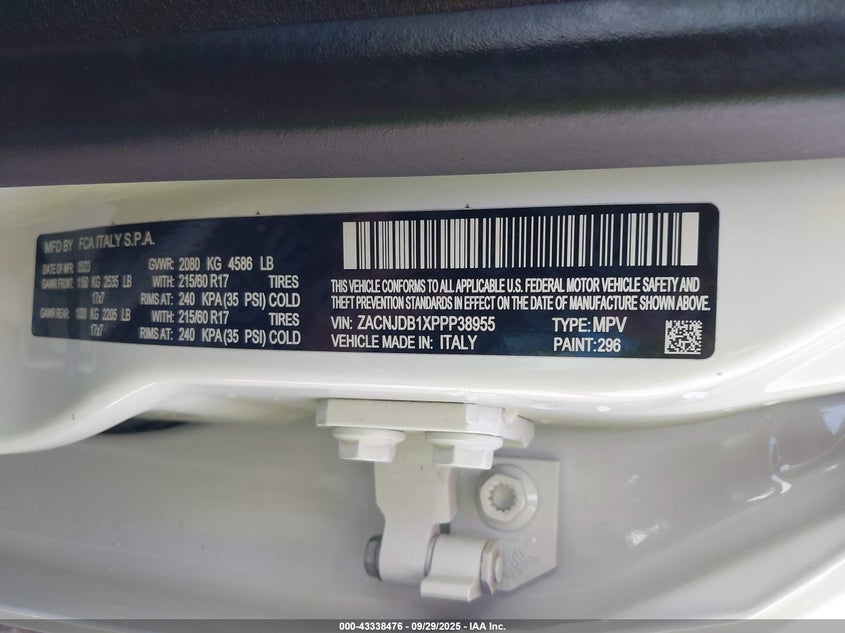 MFD BY FCA ITALY S.P.A.
DATE OF MFR 05/23 GVWR: 2080 KG 4586 LB
GAWR FRONT: 1150 KG 2535 LB WITH: 215/60 R17 TIRES
17x7 RIMS AT: 240 KPA (35 PSI) COLD
GAWR REAR: 1000 KG 2205 LB WITH: 215/60 R17 TIRES
17x7 RIMS AT: 240 KPA (35 PSI) COLD
THIS VEHICLE CONFORMS TO ALL APPLICABLE U.S. FEDERAL MOTOR VEHICLE SAFETY AND
THEFT PREVENTION STANDARDS IN EFFECT ON THE DATE OF MANUFACTURE SHOWN ABOVE.
VIN: ZACNJDB1XPPP38955 TYPE: MPV
VEHICLE MADE IN: ITALY PAINT: 296
000-43338476 - 09/29/2025 - IAA Inc.